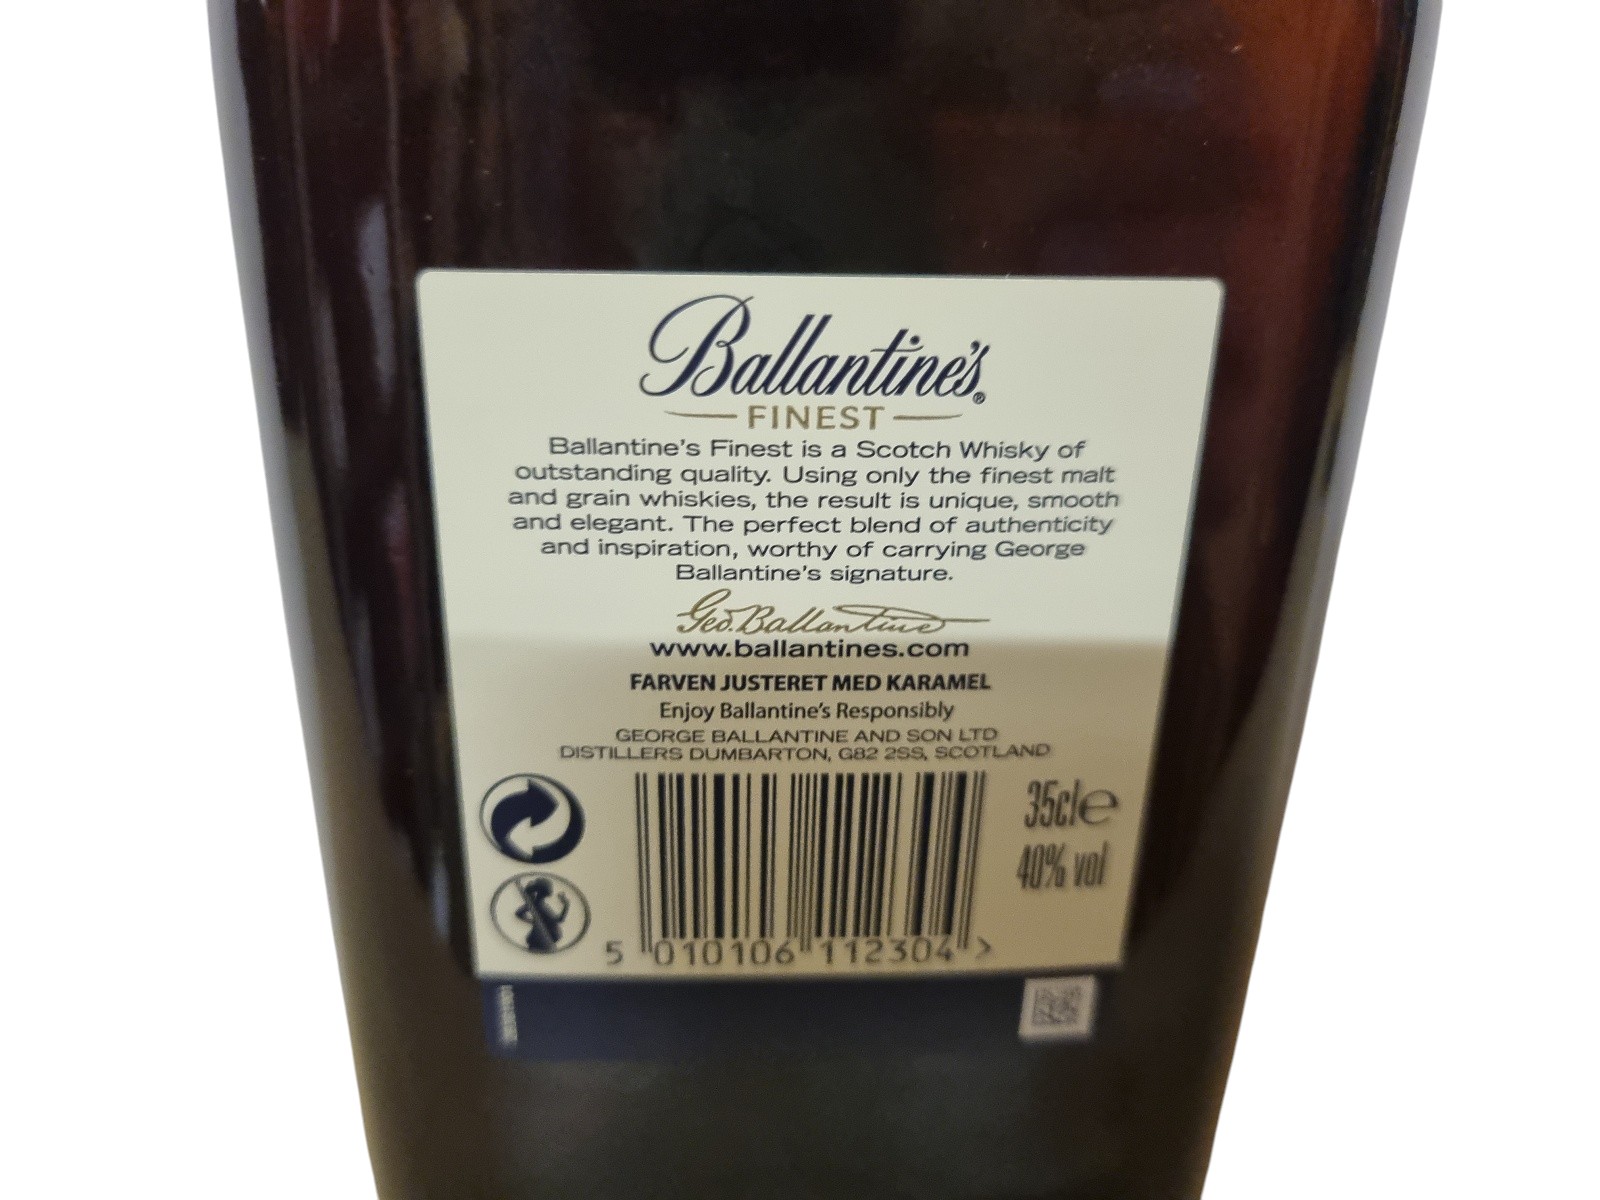 Ballantine's®
FINEST
Ballantine's Finest is a Scotch Whisky of
outstanding quality. Using only the finest malt
and grain whiskies, the result is unique, smooth
and elegant. The perfect blend of authenticity
and inspiration, worthy of carrying George
Ballantine's signature.
Geo. Ballantine
www.ballantines.com
FARVEN JUSTERET MED KARAMEL
Enjoy Ballantine's Responsibly
GEORGE BALLANTINE AND SON LTD
DISTILLERS DUMBARTON, G82 2SS, SCOTLAND
35cl e
40% vol
5 010106 112304 >